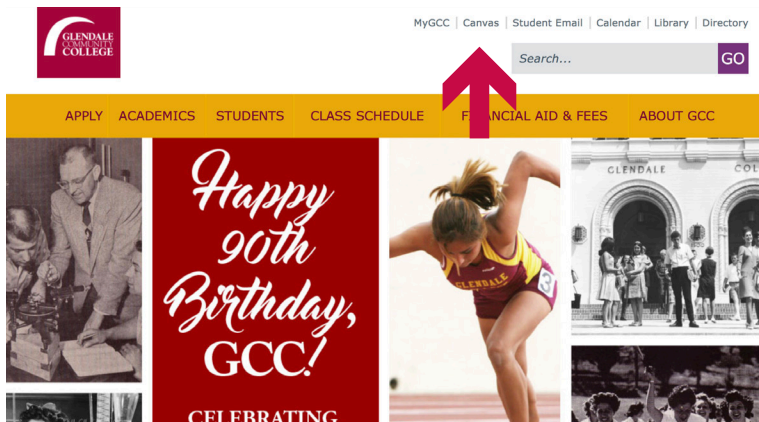 GLENDALE
COMMUNITY
COLLEGE
MyGCC | Canvas | Student Email | Calendar | Library | Directory
Search...
GO
APPLY ACADEMICS STUDENTS CLASS SCHEDULE FINANCIAL AID & FEES ABOUT GCC
Happy
90th
Birthday,
GCC!
CELEBRATING
GLENDALE
3
GLENDALE COL